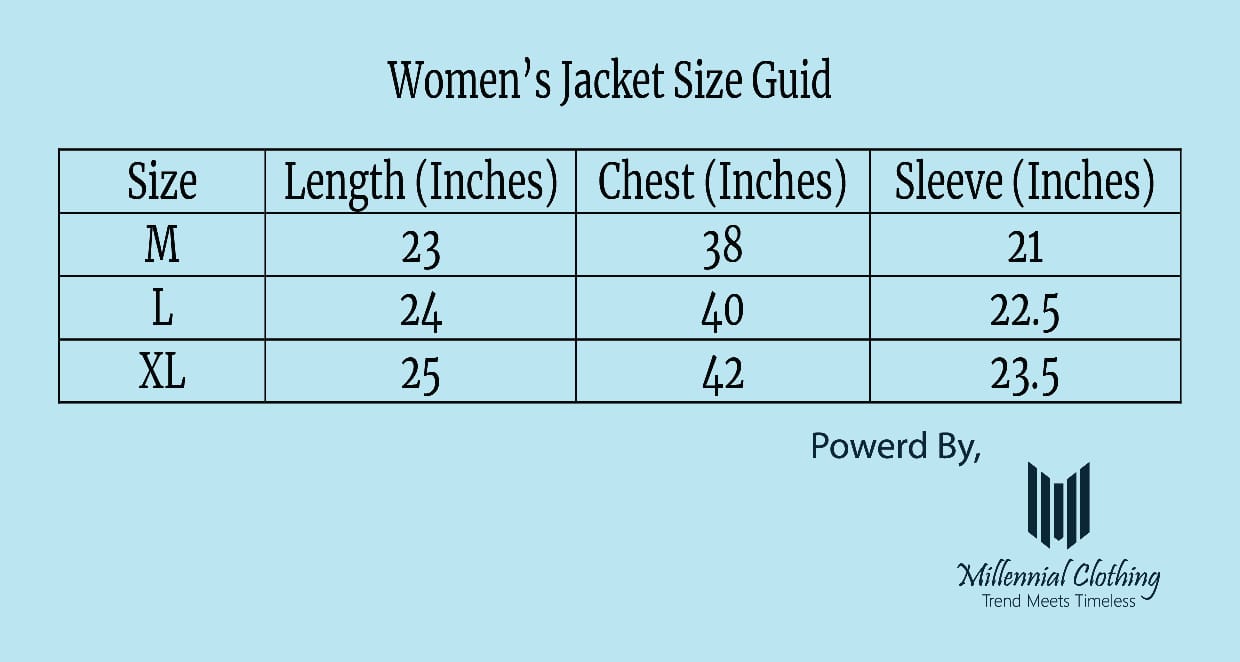 Women’s Jacket Size Guid
Size Length (Inches) Chest (Inches) Sleeve (Inches)
M 23 38 21
L 24 40 22.5
XL 25 42 23.5
Powerd By,
Millennial Clothing
Trend Meets Timeless